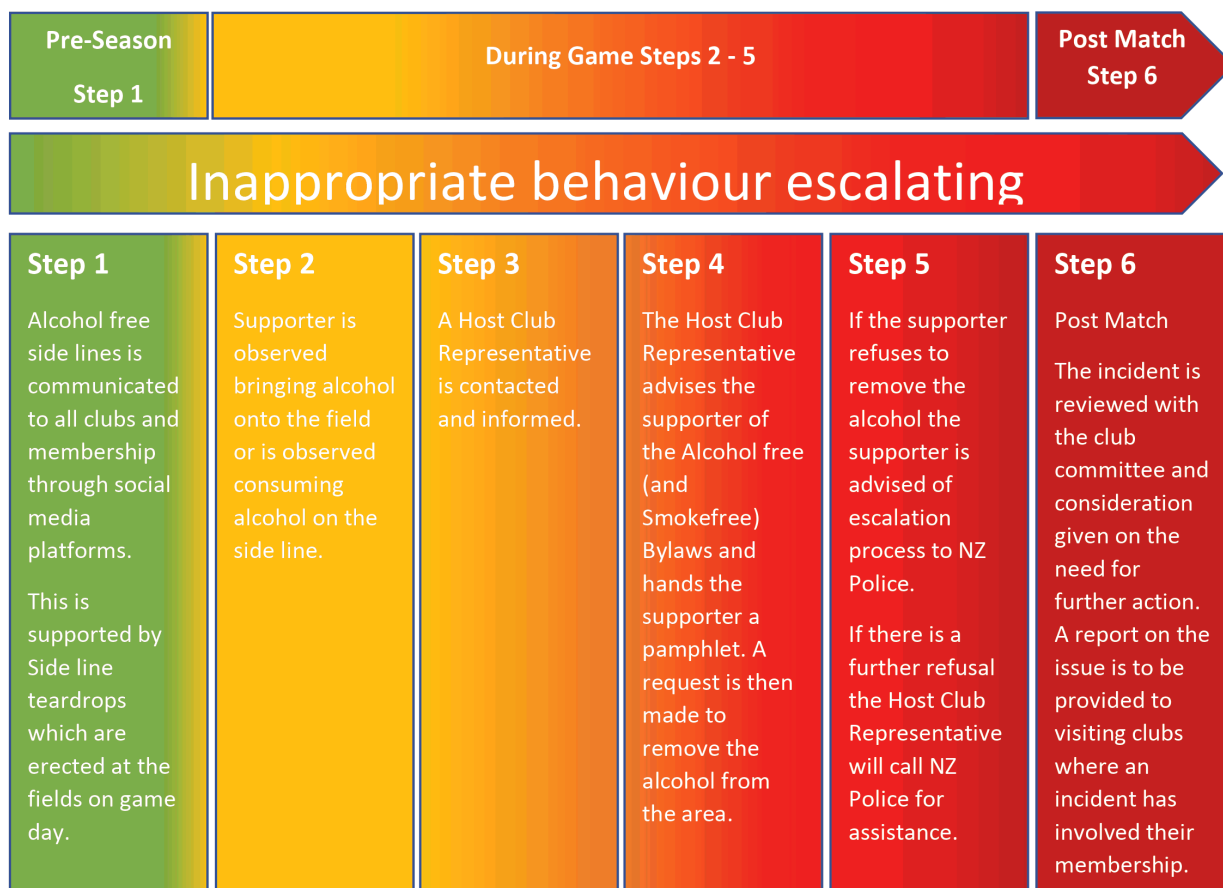 Pre-Season
Step 1
During Game Steps 2 - 5
Post Match
Step 6
Inappropriate behaviour escalating
Step 1
Alcohol free
side lines is
communicated
to all clubs and
membership
through social
media
platforms.
This is
supported by
Side line
teardrops
which are
erected at the
fields on game
day.
Step 2
Supporter is
observed
bringing alcohol
onto the field
or is observed
consuming
alcohol on the
side line.
Step 3
A Host Club
Representative
is contacted
and informed.
Step 4
The Host Club
Representative
advises the
supporter of
the Alcohol free
(and
Smokefree)
Bylaws and
hands the
supporter a
pamphlet. A
request is then
made to
remove the
alcohol from
the area.
Step 5
If the supporter
refuses to
remove the
alcohol the
supporter is
advised of
escalation
process to NZ
Police.
If there is a
further refusal
the Host Club
Representative
will call NZ
Police for
assistance.
Step 6
Post Match
The incident is
reviewed with
the club
committee and
consideration
given on the
need for
further action.
A report on the
issue is to be
provided to
visiting clubs
where an
incident has
involved their
membership.